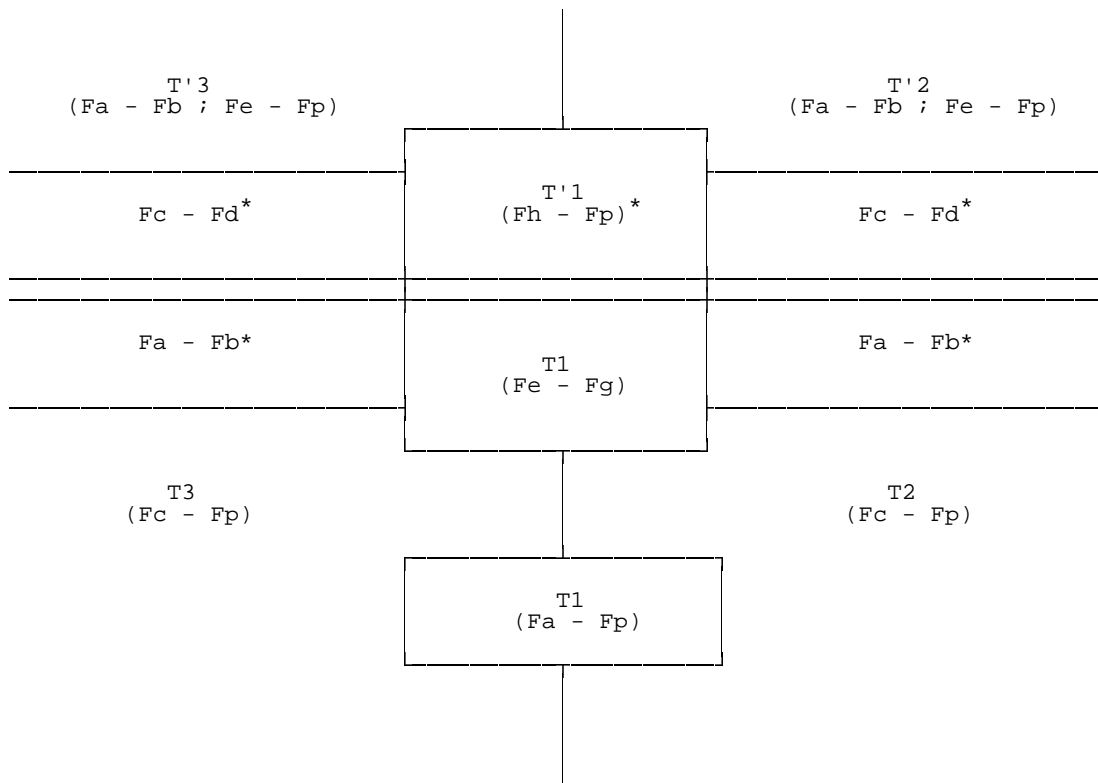 T'3 T'2
(Fa - Fb ; Fe - Fp) (Fa - Fb ; Fe - Fp)
T'1
Fc - Fd* (Fh - Fp)* Fc - Fd*
Fa - Fb* Fa - Fb*
T1
(Fe - Fg)
T3 T2
(Fc - Fp) (Fc - Fp)
T1
(Fa - Fp)